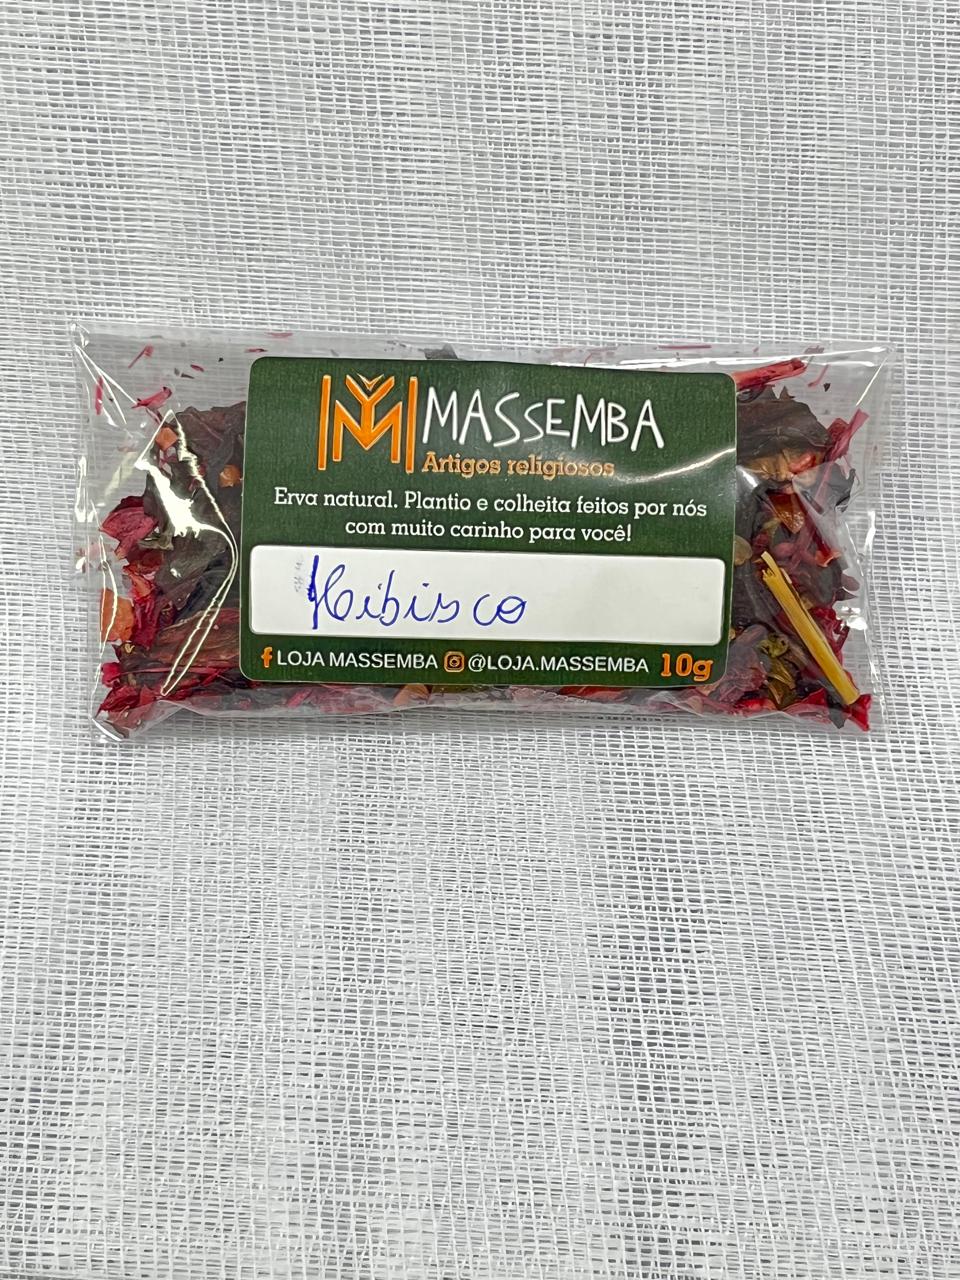 MASSEMBA
Artigos religiosos
Erva natural. Plantio e colheita feitos por nós
com muito carinho para você!
Hibisco
LOJA MASSEMBA @LOJA.MASSEMBA 10g